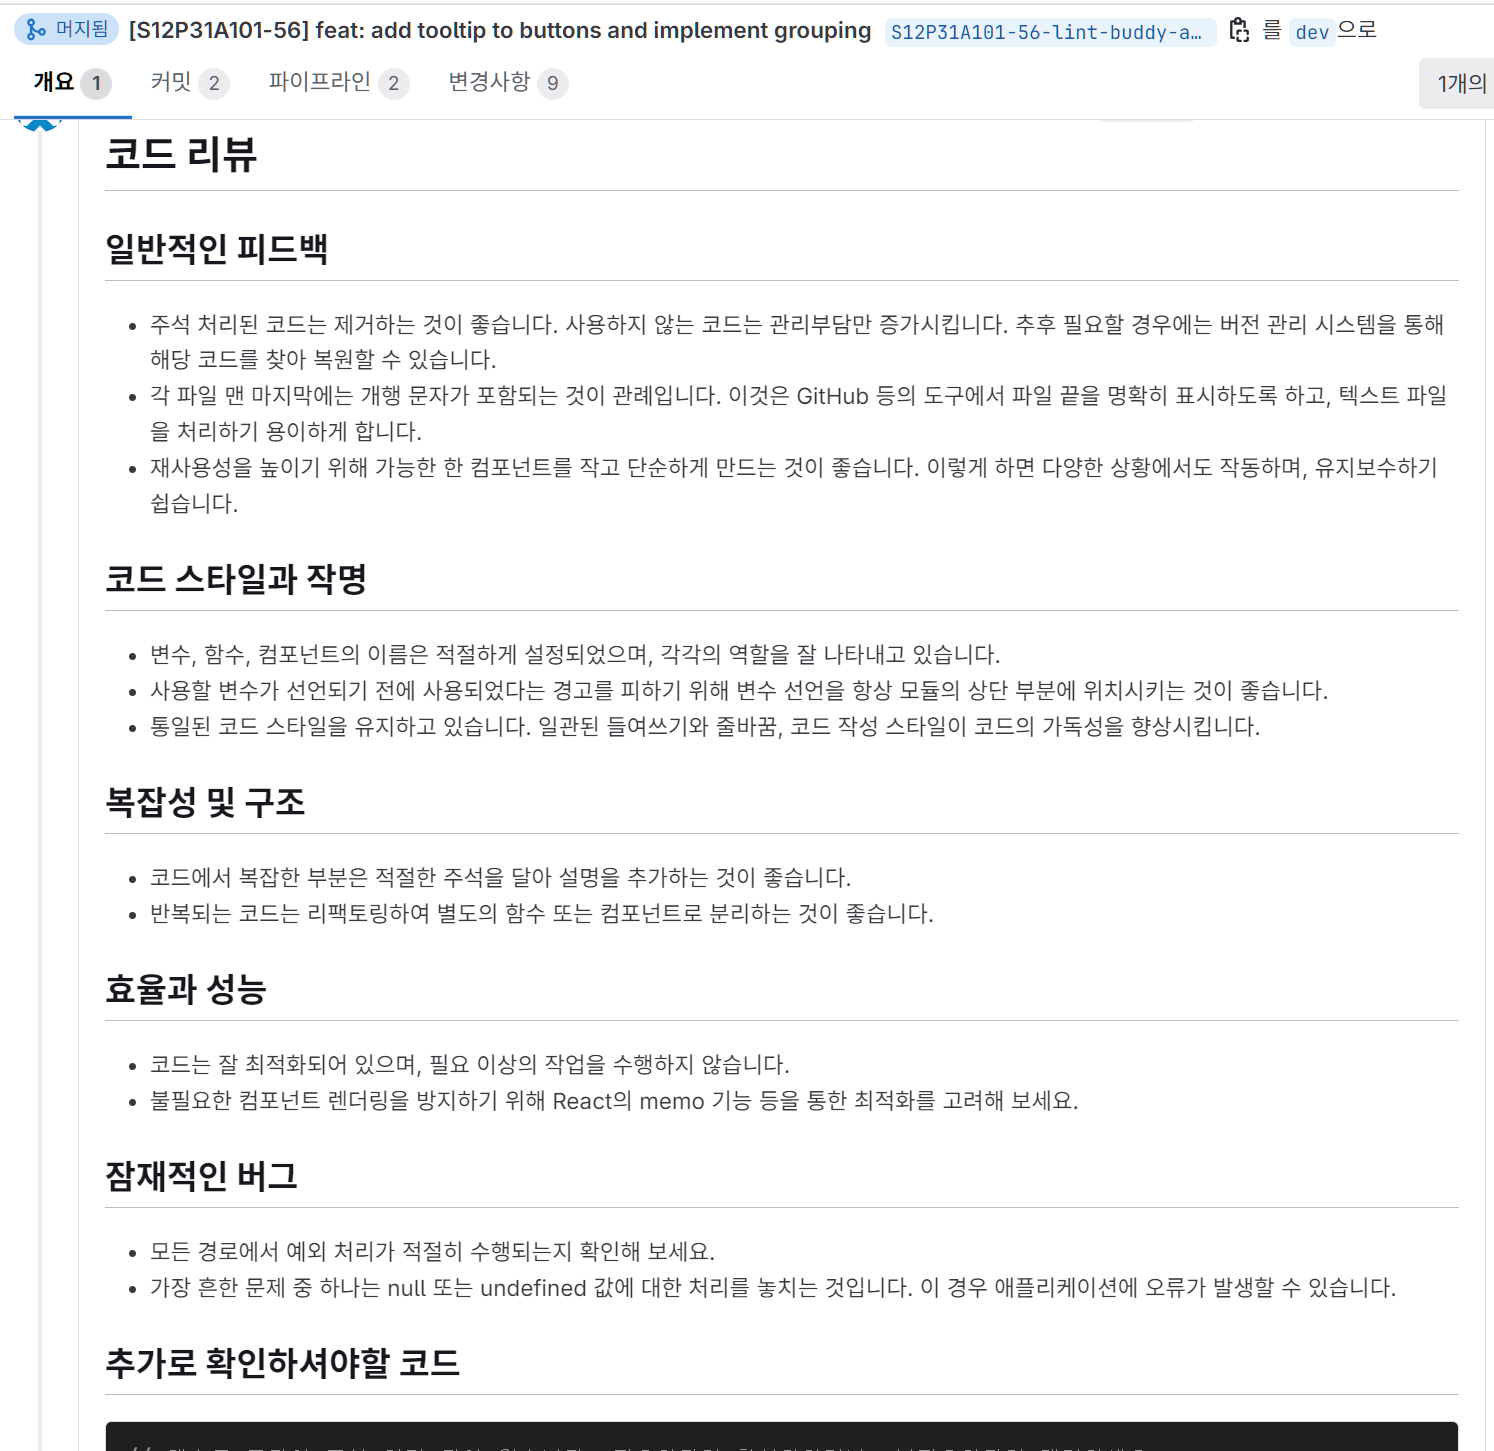 머지됨 [S12P31A101-56] feat: add tooltip to buttons and implement grouping S12P31A101-56-lint-buddy-a… 를 dev 으로
개요 1 커밋 2 파이프라인 2 변경사항 9 1개의
코드 리뷰
일반적인 피드백
주석 처리된 코드는 제거하는 것이 좋습니다. 사용하지 않는 코드는 관리부담만 증가시킵니다. 추후 필요할 경우에는 버전 관리 시스템을 통해
해당 코드를 찾아 복원할 수 있습니다.
각 파일 맨 마지막에는 개행 문자가 포함되는 것이 관례입니다. 이것은 GitHub 등의 도구에서 파일 끝을 명확히 표시하도록 하고, 텍스트 파일
을 처리하기 용이하게 합니다.
재사용성을 높이기 위해 가능한 한 컴포넌트를 작고 단순하게 만드는 것이 좋습니다. 이렇게 하면 다양한 상황에서도 작동하며, 유지보수하기
쉽습니다.
코드 스타일과 작명
변수, 함수, 컴포넌트의 이름은 적절하게 설정되었으며, 각각의 역할을 잘 나타내고 있습니다.
사용할 변수가 선언되기 전에 사용되었다는 경고를 피하기 위해 변수 선언을 항상 모듈의 상단 부분에 위치시키는 것이 좋습니다.
통일된 코드 스타일을 유지하고 있습니다. 일관된 들여쓰기와 줄바꿈, 코드 작성 스타일이 코드의 가독성을 향상시킵니다.
복잡성 및 구조
코드에서 복잡한 부분은 적절한 주석을 달아 설명을 추가하는 것이 좋습니다.
반복되는 코드는 리팩토링하여 별도의 함수 또는 컴포넌트로 분리하는 것이 좋습니다.
효율과 성능
코드는 잘 최적화되어 있으며, 필요 이상의 작업을 수행하지 않습니다.
불필요한 컴포넌트 렌더링을 방지하기 위해 React의 memo 기능 등을 통한 최적화를 고려해 보세요.
잠재적인 버그
모든 경로에서 예외 처리가 적절히 수행되는지 확인해 보세요.
가장 흔한 문제 중 하나는 null 또는 undefined 값에 대한 처리를 놓치는 것입니다. 이 경우 애플리케이션에 오류가 발생할 수 있습니다.
추가로 확인하셔야할 코드